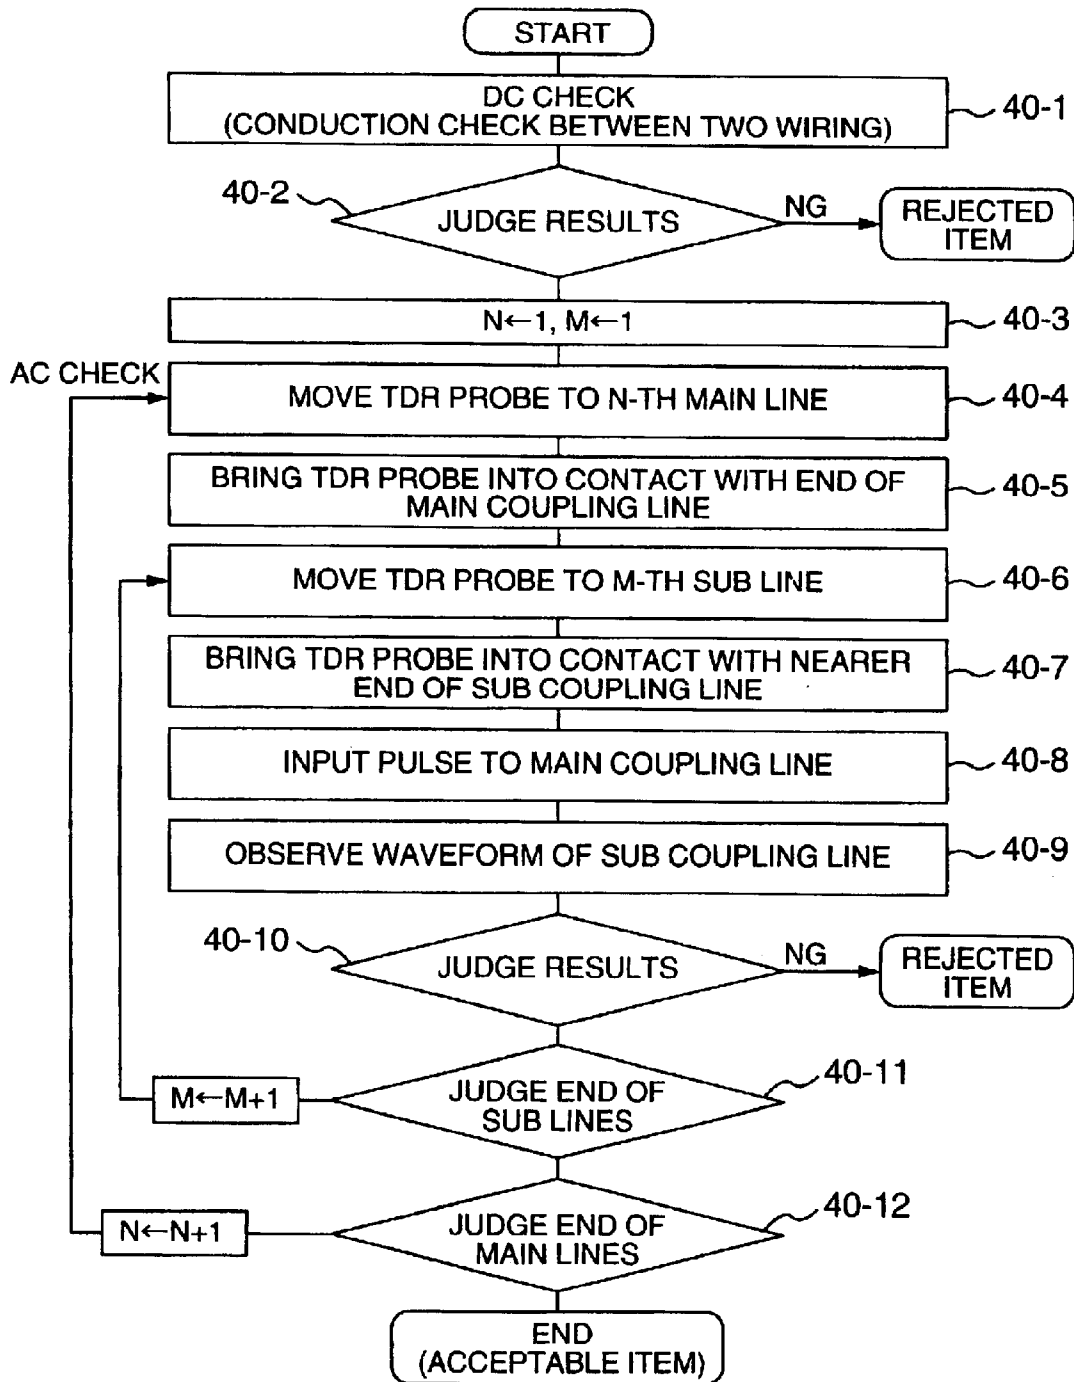 START
DC CHECK
(CONDUCTION CHECK BETWEEN TWO WIRING)
40-1
40-2
JUDGE RESULTS
NG
REJECTED
ITEM
N←1, M←1
40-3
AC CHECK
MOVE TDR PROBE TO N-TH MAIN LINE
40-4
BRING TDR PROBE INTO CONTACT WITH END OF
MAIN COUPLING LINE
40-5
MOVE TDR PROBE TO M-TH SUB LINE
40-6
BRING TDR PROBE INTO CONTACT WITH NEARER
END OF SUB COUPLING LINE
40-7
INPUT PULSE TO MAIN COUPLING LINE
40-8
OBSERVE WAVEFORM OF SUB COUPLING LINE
40-9
40-10
JUDGE RESULTS
NG
REJECTED
ITEM
M←M+1
JUDGE END OF
SUB LINES
40-11
N←N+1
JUDGE END OF
MAIN LINES
40-12
END
(ACCEPTABLE ITEM)